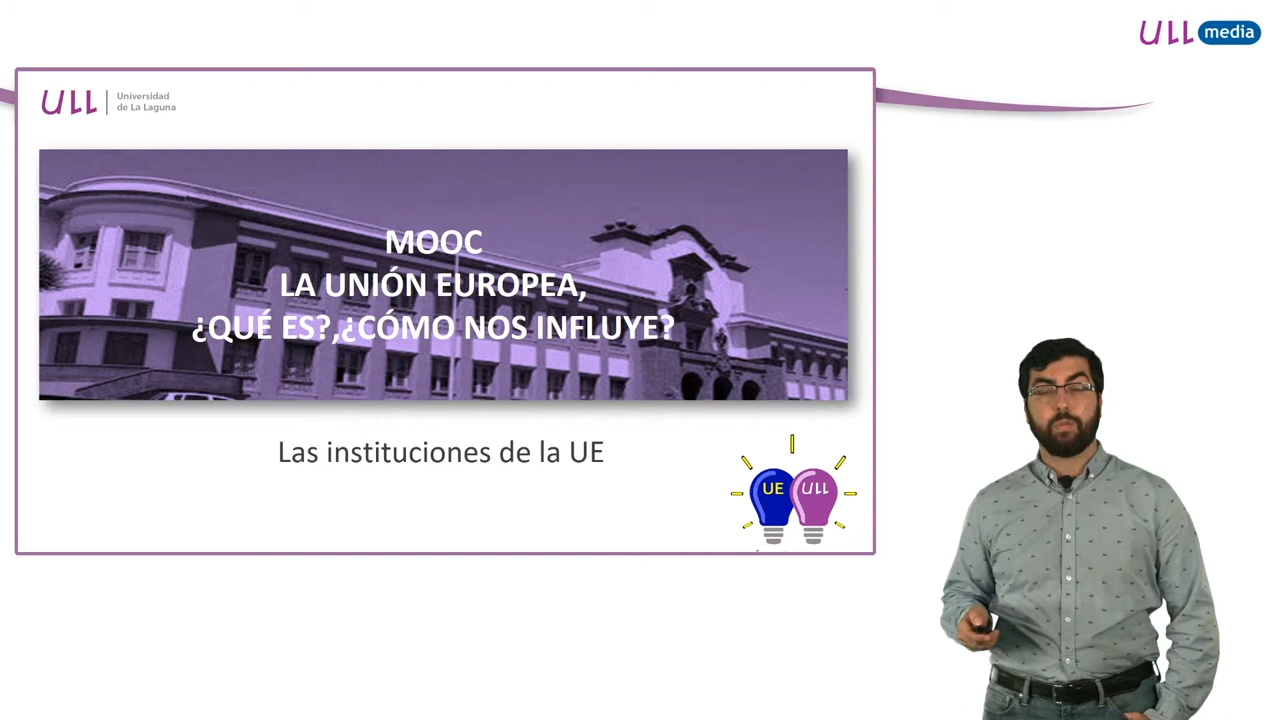 ULL media
ULL Universidad
de La Laguna
MOOC
LA UNIÓN EUROPEA,
¿QUÉ ES?,¿CÓMO NOS INFLUYE?
Las instituciones de la UE
UE ULL